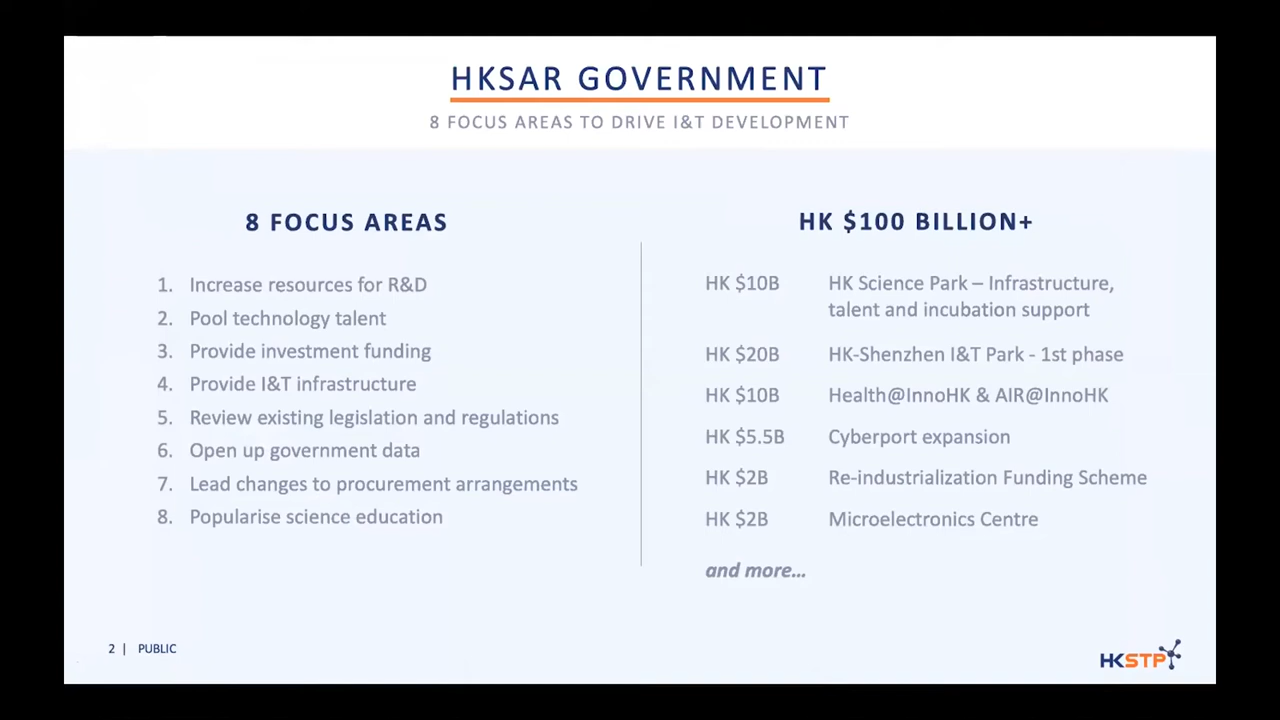 HKSAR GOVERNMENT
8 FOCUS AREAS TO DRIVE I&T DEVELOPMENT
8 FOCUS AREAS
1. Increase resources for R&D
2. Pool technology talent
3. Provide investment funding
4. Provide I&T infrastructure
5. Review existing legislation and regulations
6. Open up government data
7. Lead changes to procurement arrangements
8. Popularise science education
HK $100 BILLION+
HK $10B HK Science Park – Infrastructure,
talent and incubation support
HK $20B HK-Shenzhen I&T Park - 1st phase
HK $10B Health@InnoHK & AIR@InnoHK
HK $5.5B Cyberport expansion
HK $2B Re-industrialization Funding Scheme
HK $2B Microelectronics Centre
and more...
2 | PUBLIC
HKSTP